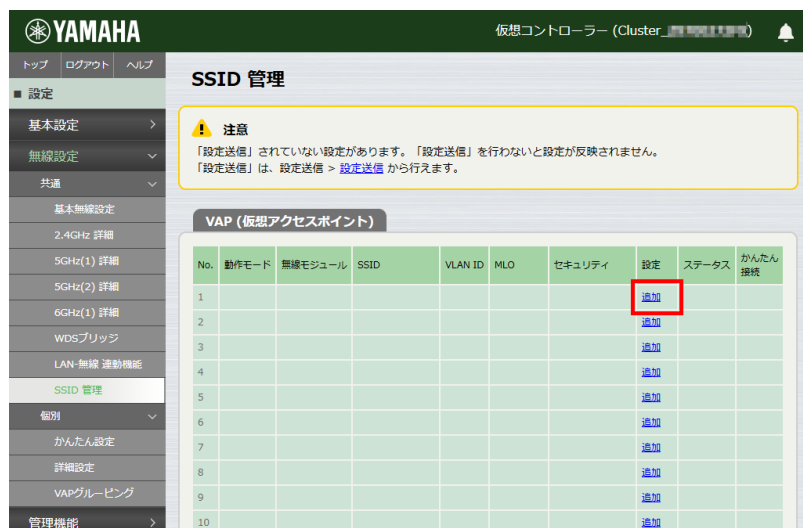 YAMAHA
仮想コントローラー (Cluster_
トップ ログアウト ヘルプ
■ 設定
基本設定
無線設定
共通
基本無線設定
2.4GHz 詳細
5GHz(1) 詳細
5GHz(2) 詳細
6GHz(1) 詳細
WDSブリッジ
LAN-無線 連動機能
SSID 管理
個別
かんたん設定
詳細設定
VAPグルーピング
管理機能
SSID 管理
注意
「設定送信」されていない設定があります。「設定送信」を行わないと設定が反映されません。
「設定送信」は、設定送信 > 設定送信 から行えます。
VAP (仮想アクセスポイント)
No. 動作モード 無線モジュール SSID VLAN ID MLO セキュリティ 設定 ステータス かんたん接続
1 追加
2 追加
3 追加
4 追加
5 追加
6 追加
7 追加
8 追加
9 追加
10 追加